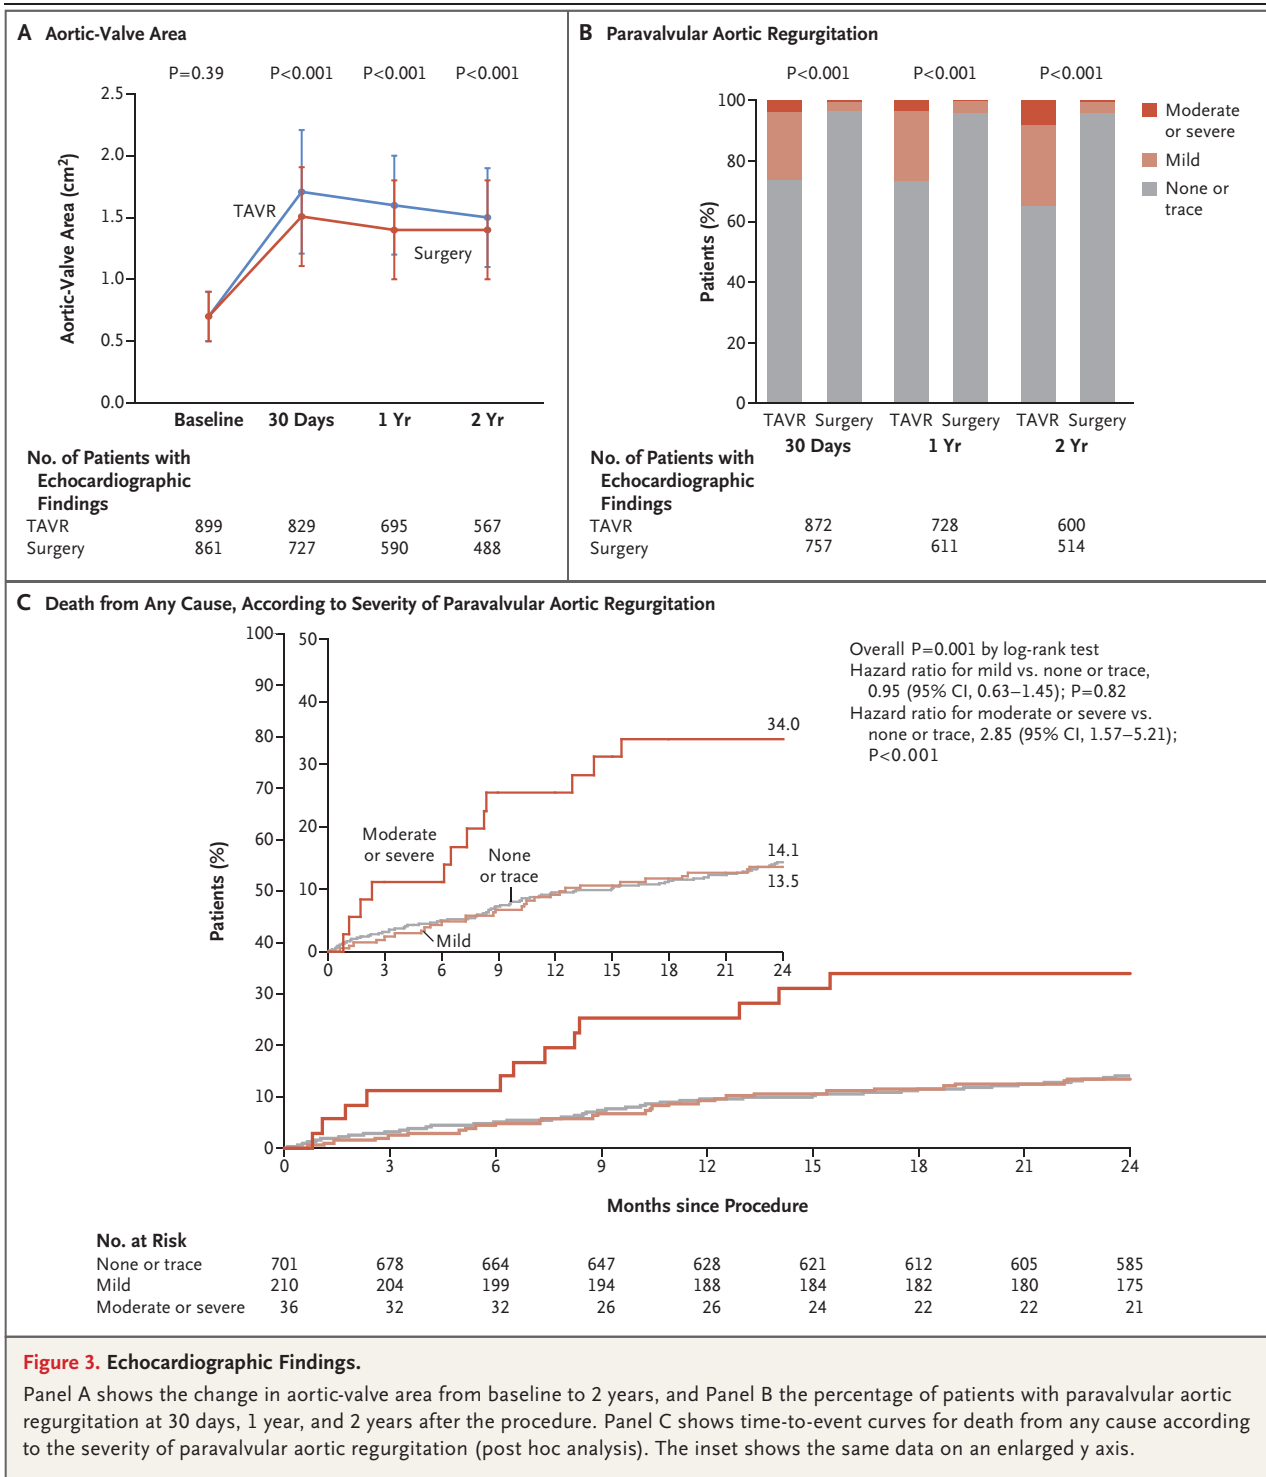 A Aortic-Valve Area
P=0.39 P<0.001 P<0.001 P<0.001
Aortic-Valve Area (cm²)
2.5
2.0
1.5
1.0
0.5
0.0
TAVR
Surgery
Baseline 30 Days 1 Yr 2 Yr
No. of Patients with
Echocardiographic
Findings
TAVR 899 829 695 567
Surgery 861 727 590 488
B Paravalvular Aortic Regurgitation
P<0.001 P<0.001 P<0.001
Patients (%)
100
80
60
40
20
0
Moderate
or severe
Mild
None or
trace
TAVR Surgery TAVR Surgery TAVR Surgery
30 Days 1 Yr 2 Yr
No. of Patients with
Echocardiographic
Findings
TAVR 872 728 600
Surgery 757 611 514
C Death from Any Cause, According to Severity of Paravalvular Aortic Regurgitation
Patients (%)
100
90
80
70
60
50
40
30
20
10
0
50
40
30
20
10
0
34.0
Moderate
or severe
None
or trace
14.1
13.5
Mild
0 3 6 9 12 15 18 21 24
Overall P=0.001 by log-rank test
Hazard ratio for mild vs. none or trace,
0.95 (95% CI, 0.63–1.45); P=0.82
Hazard ratio for moderate or severe vs.
none or trace, 2.85 (95% CI, 1.57–5.21);
P<0.001
0 3 6 9 12 15 18 21 24
Months since Procedure
No. at Risk
None or trace 701 678 664 647 628 621 612 605 585
Mild 210 204 199 194 188 184 182 180 175
Moderate or severe 36 32 32 26 26 24 22 22 21
Figure 3. Echocardiographic Findings.
Panel A shows the change in aortic-valve area from baseline to 2 years, and Panel B the percentage of patients with paravalvular aortic
regurgitation at 30 days, 1 year, and 2 years after the procedure. Panel C shows time-to-event curves for death from any cause according
to the severity of paravalvular aortic regurgitation (post hoc analysis). The inset shows the same data on an enlarged y axis.